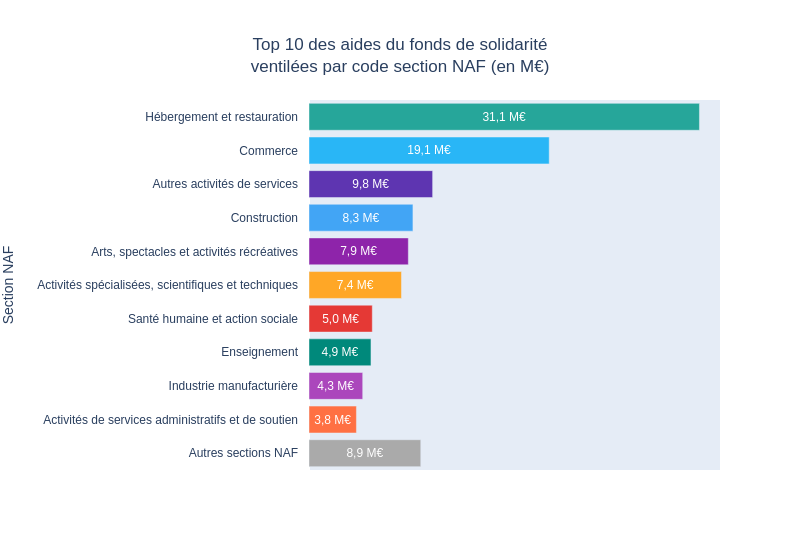 Top 10 des aides du fonds de solidarité
ventilées par code section NAF (en M€)
Section NAF
Hébergement et restauration 31,1 M€
Commerce 19,1 M€
Autres activités de services 9,8 M€
Construction 8,3 M€
Arts, spectacles et activités récréatives 7,9 M€
Activités spécialisées, scientifiques et techniques 7,4 M€
Santé humaine et action sociale 5,0 M€
Enseignement 4,9 M€
Industrie manufacturière 4,3 M€
Activités de services administratifs et de soutien 3,8 M€
Autres sections NAF 8,9 M€